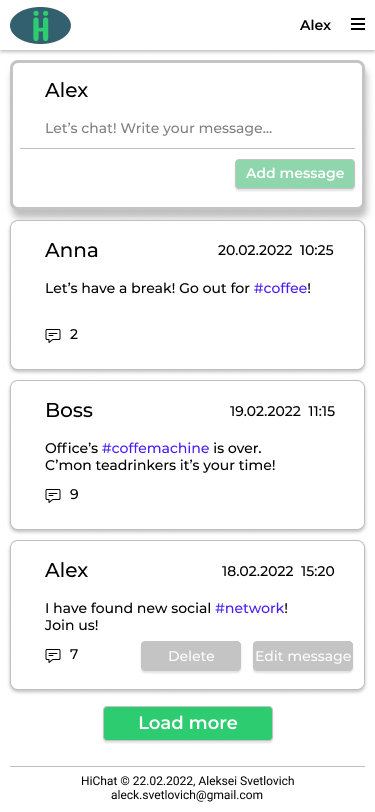 Alex
Alex
Let's chat! Write your message...
Add message
Anna
20.02.2022 10:25
Let's have a break! Go out for #coffee!
2
Boss
19.02.2022 11:15
Office's #coffemachine is over.
C'mon teadrinkers it's your time!
9
Alex
18.02.2022 15:20
I have found new social #network!
Join us!
7
Delete
Edit message
Load more
HiChat © 22.02.2022, Aleksei Svetlovich
aleck.svetlovich@gmail.com